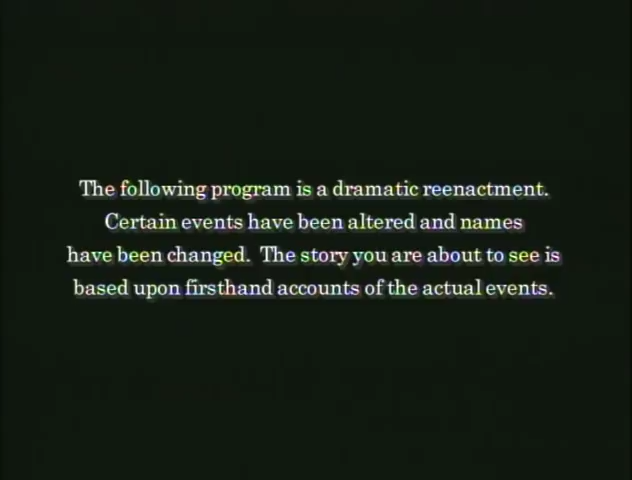 The following program is a dramatic reenactment.
Certain events have been altered and names
have been changed.  The story you are about to see is
based upon firsthand accounts of the actual events.